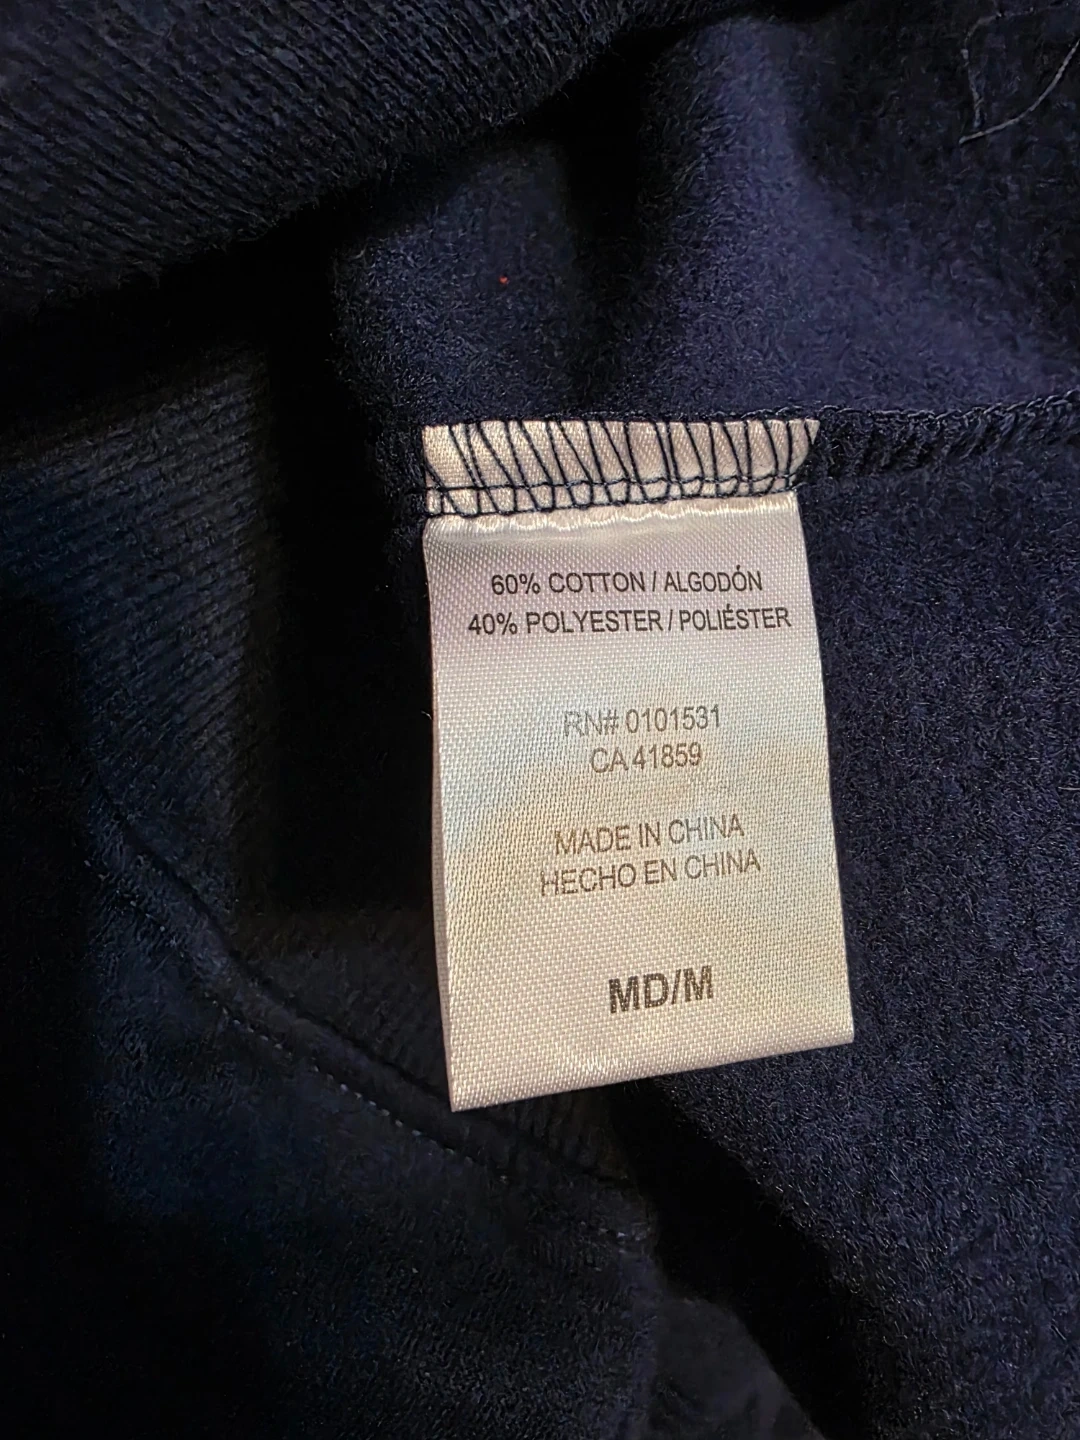 60% COTTON / ALGODÓN
40% POLYESTER / POLIÉSTER
RN# 0101531
CA 41859
MADE IN CHINA
HECHO EN CHINA
MD/M